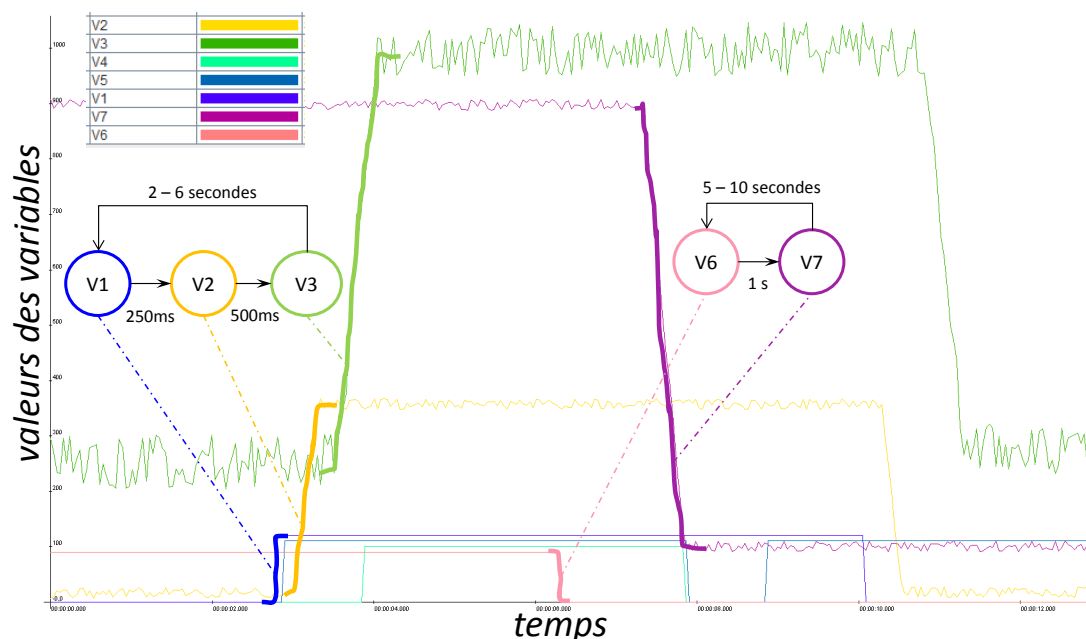 V2
V3
V4
V5
V1
V7
V6
1000
900
800
700
600
500
400
300
200
100
-0.0
valeurs des variables
2 – 6 secondes
V1
V2
V3
250ms
500ms
5 – 10 secondes
V6
V7
1 s
00:00:00.000
00:00:02.000
00:00:04.000
00:00:06.000
00:00:08.000
00:00:10.000
00:00:12.000
temps